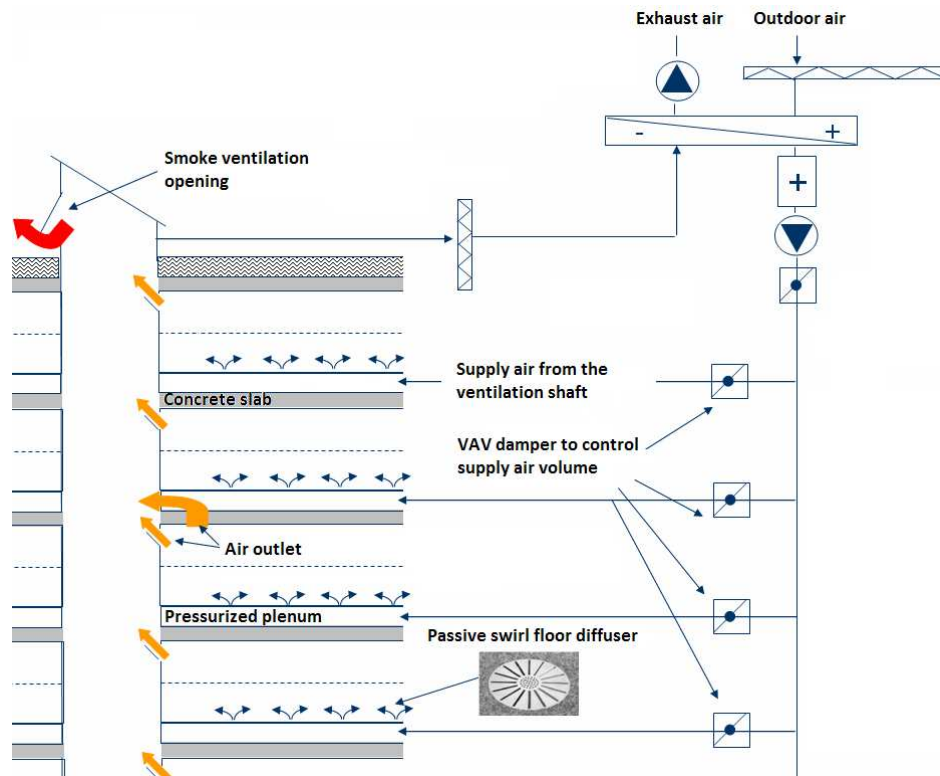 Exhaust air
Outdoor air
-
+
Smoke ventilation
opening
+
Supply air from the
ventilation shaft
Concrete slab
VAV damper to control
supply air volume
Air outlet
Pressurized plenum
Passive swirl floor diffuser